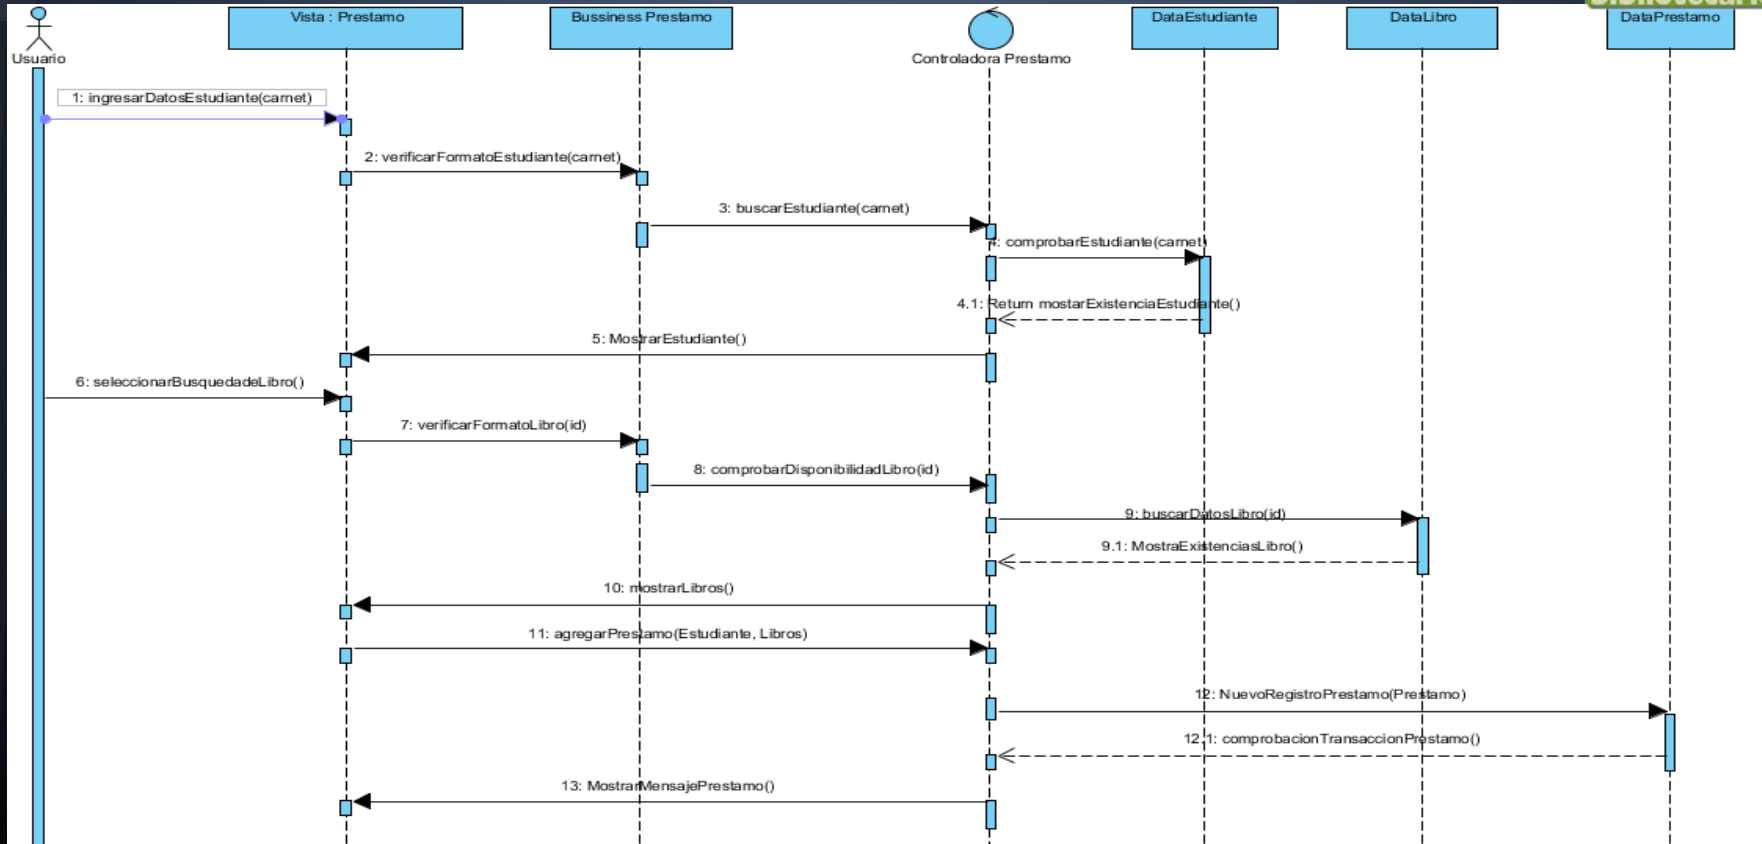 Vista : Prestamo
Bussiness Prestamo
DataEstudiante
DataLibro
DataPrestamo
Usuario
Controladora Prestamo
1: ingresarDatosEstudiante(carnet)
2: verificarFormatoEstudiante(carnet)
3: buscarEstudiante(carnet)
4: comprobarEstudiante(carnet)
4.1: Return mostarExistenciaEstudiante()
5: MostrarEstudiante()
6: seleccionarBusquedadeLibro()
7: verificarFormatoLibro(id)
8: comprobarDisponibilidadLibro(id)
9: buscarDatosLibro(id)
9.1: MostraExistenciasLibro()
10: mostrarLibros()
11: agregarPrestamo(Estudiante, Libros)
12: NuevoRegistroPrestamo(Prestamo)
12.1: comprobacionTransaccionPrestamo()
13: MostrarMensajePrestamo()